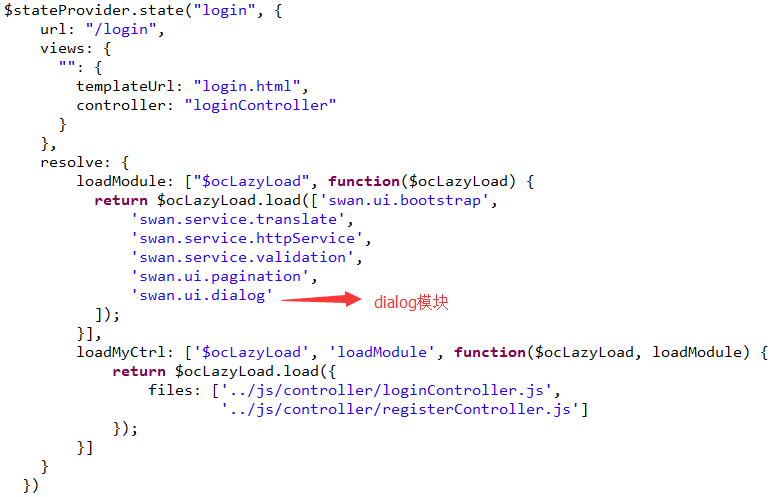 $stateProvider.state("login", {
    url: "/login",
    views: {
      "": {
        templateUrl: "login.html",
        controller: "loginController"
      }
    },
    resolve: {
        loadModule: ["$ocLazyLoad", function($ocLazyLoad) {
          return $ocLazyLoad.load(['swan.ui.bootstrap',
              'swan.service.translate',
              'swan.service.httpService',
              'swan.service.validation',
              'swan.ui.pagination',
              'swan.ui.dialog' dialog模块
          ]);
        }],
        loadMyCtrl: ['$ocLazyLoad', 'loadModule', function($ocLazyLoad, loadModule) {
            return $ocLazyLoad.load({
                files: ['../js/controller/loginController.js',
                        '../js/controller/registerController.js']
            });
        }]
    }
  })